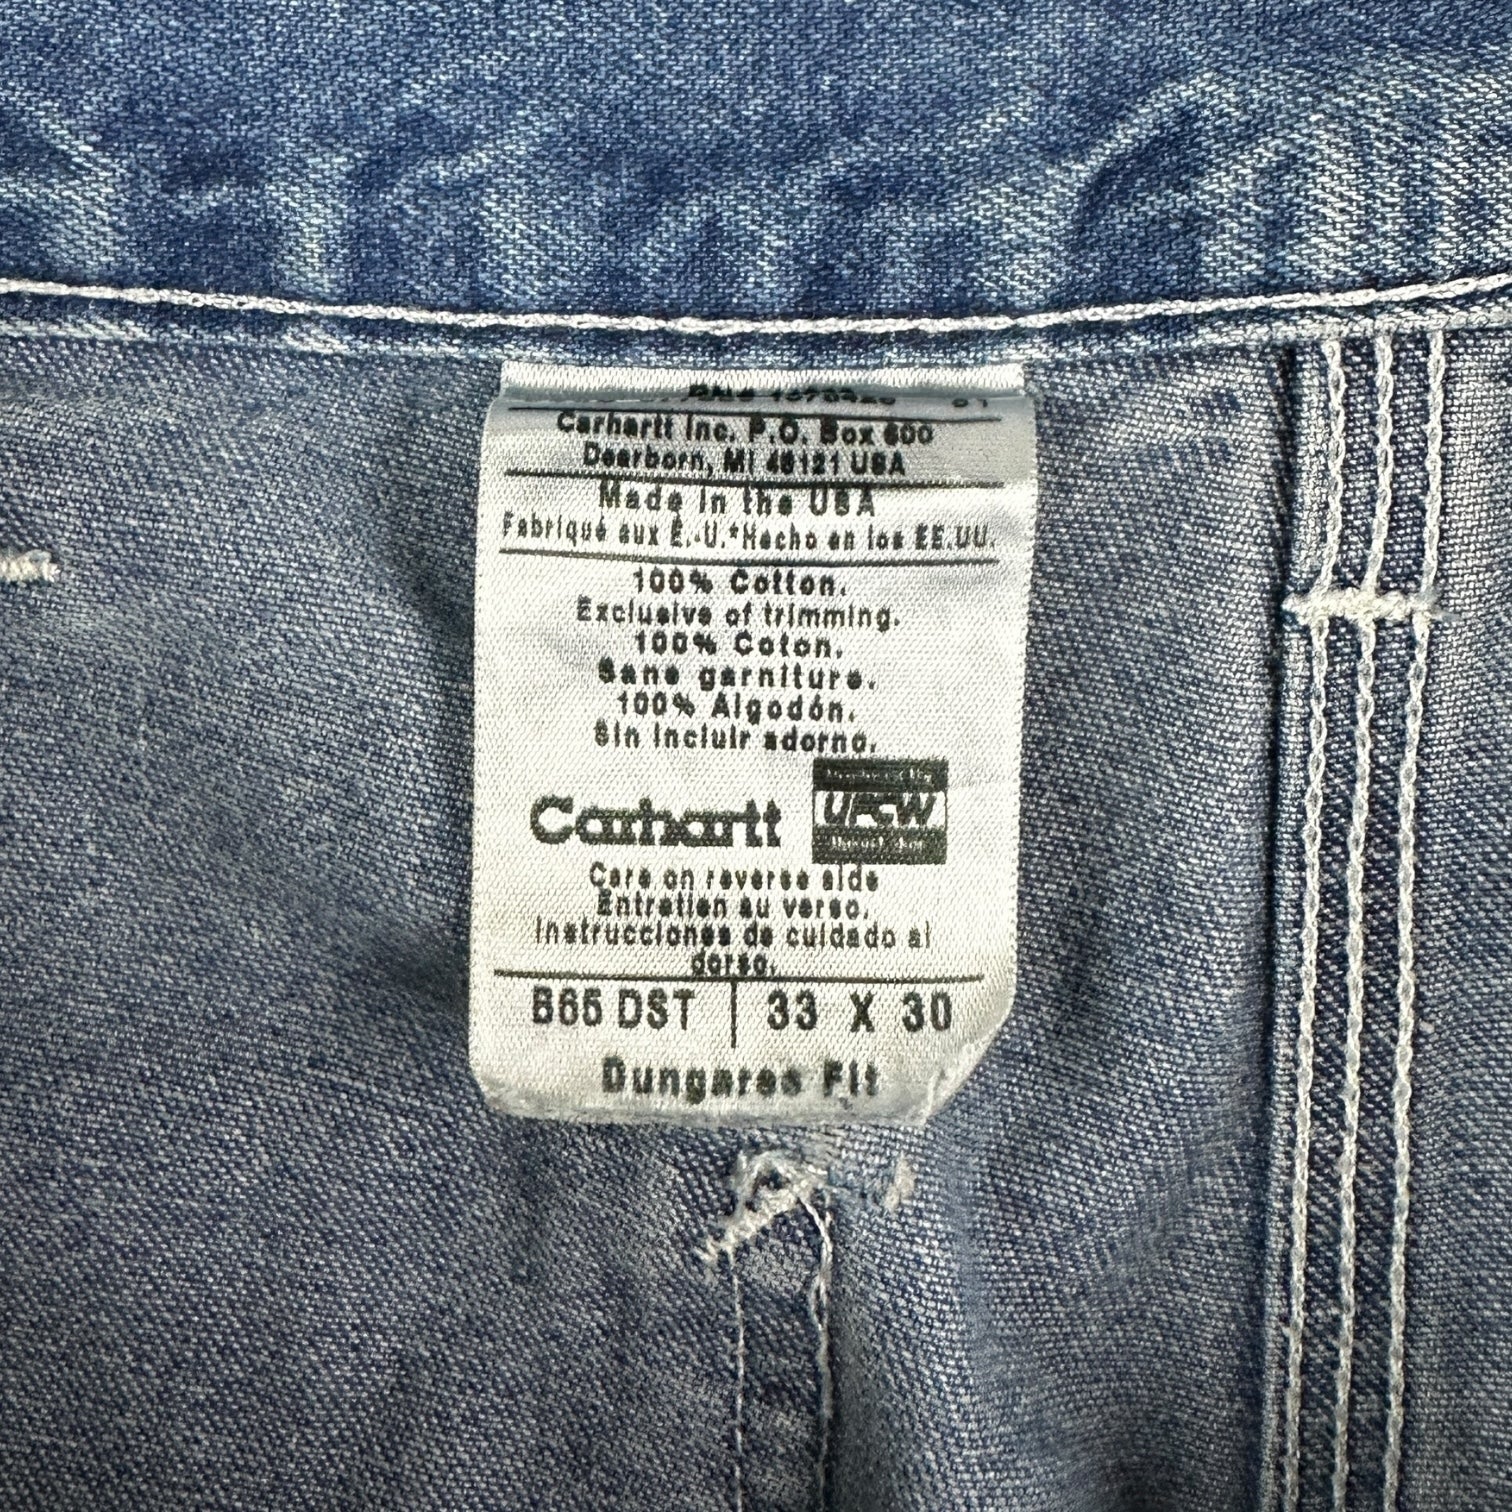 Carhartt Inc. P.O. Box 600
Dearborn, MI 48121 USA
Made in the USA
Fabriqué aux É.-U.*Hecho en los EE.UU.
100% Cotton.
Exclusive of trimming.
100% Coton.
Sans garniture.
100% Algodón.
Sin incluir adorno.
Carhartt
UFCW
Care on reverse side
Entretien au verso.
Instrucciones de cuidado al
dorso.
B65 DST | 33 X 30
Dungaree Fit